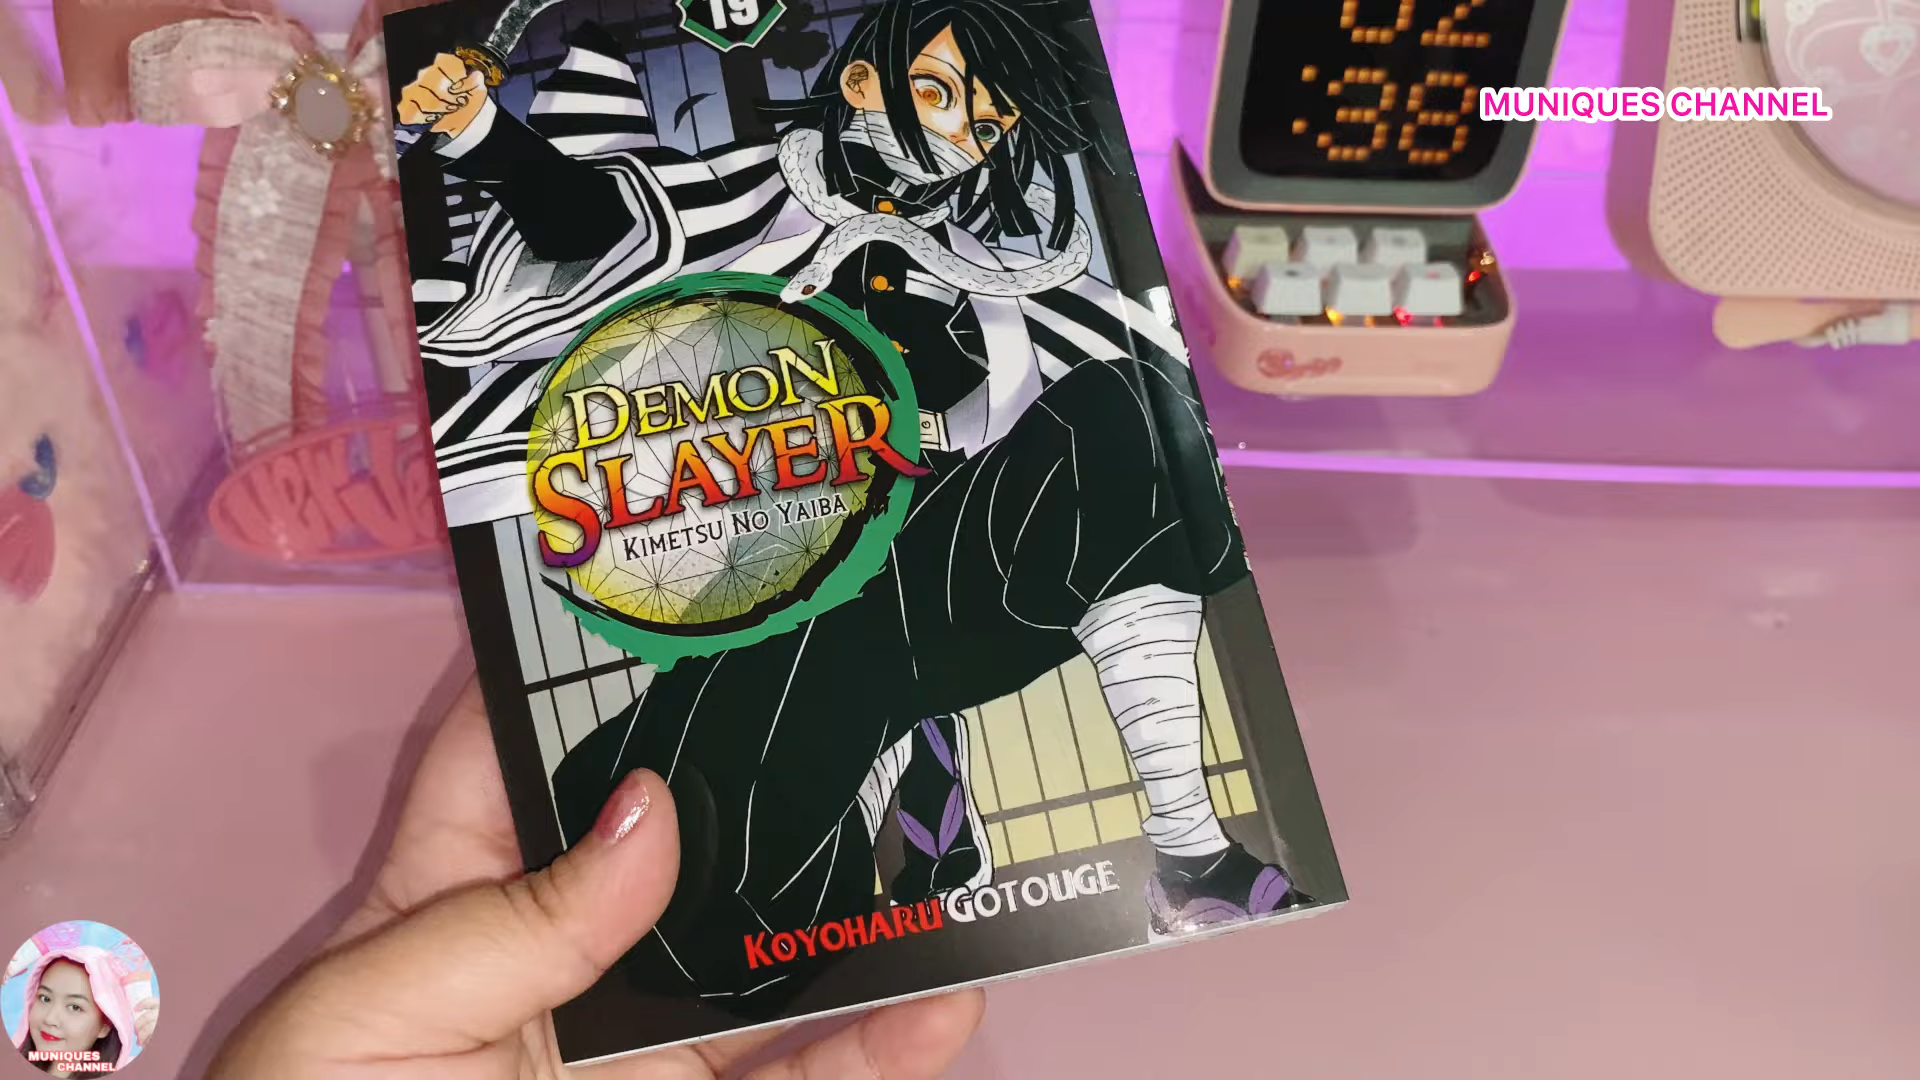 19
02
:38
MUNIQUES CHANNEL
DEMON
SLAYER
KIMETSU NO YAIBA
KOYOHARU GOTOUGE
MUNIQUES
CHANNEL